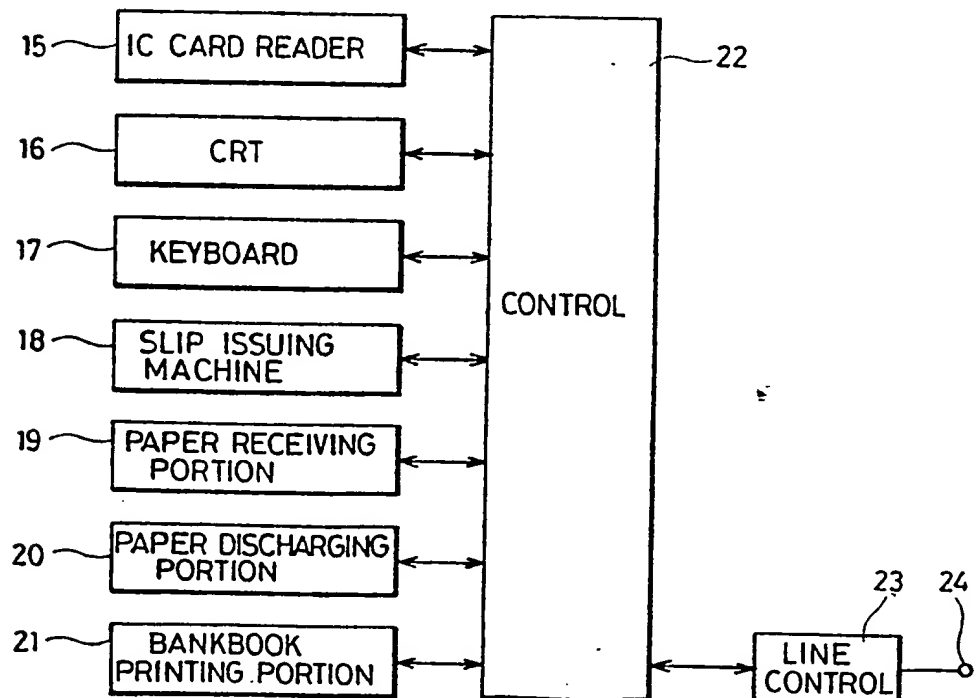 15 IC CARD READER
22
16 CRT
17 KEYBOARD
CONTROL
18 SLIP ISSUING
MACHINE
19 PAPER RECEIVING
PORTION
20 PAPER DISCHARGING
PORTION
23
24
21 BANKBOOK
PRINTING PORTION
LINE
CONTROL